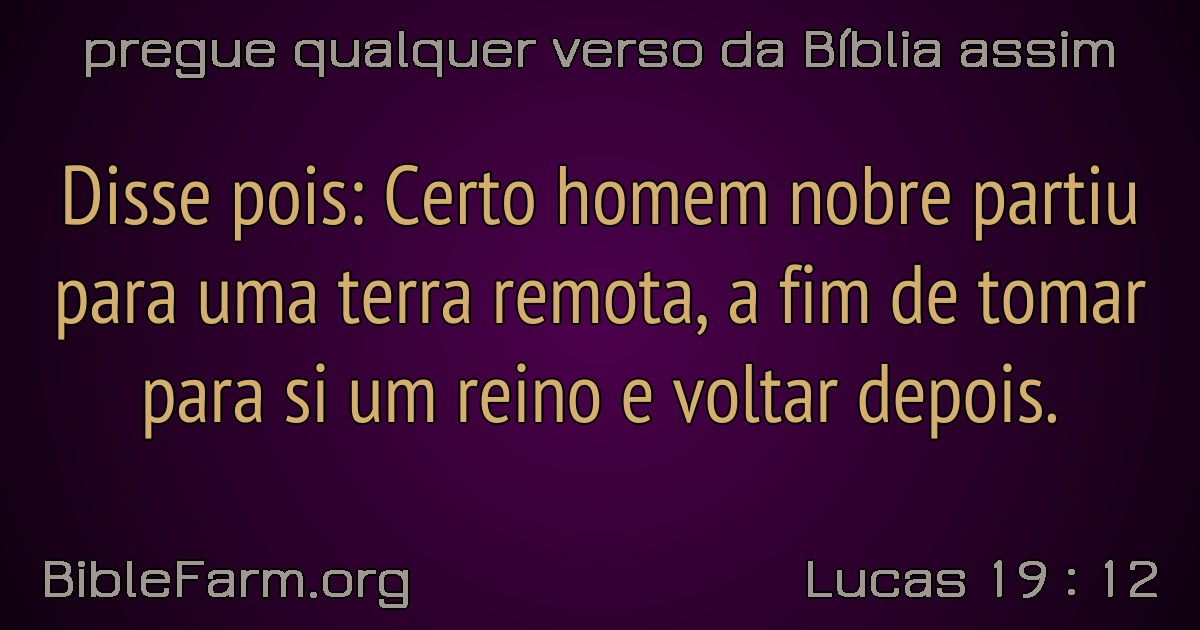 pregue qualquer verso da Bíblia assim
Disse pois: Certo homem nobre partiu
para uma terra remota, a fim de tomar
para si um reino e voltar depois.
BibleFarm.org
Lucas 19 : 12